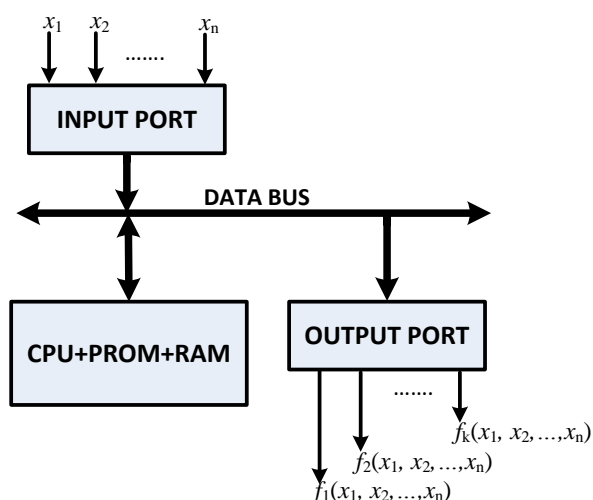 x1 x2 ....... xn
INPUT PORT
DATA BUS
CPU+PROM+RAM
OUTPUT PORT
.......
fk(x1, x2,...,xn)
f2(x1, x2,...,xn)
f1(x1, x2,...,xn)